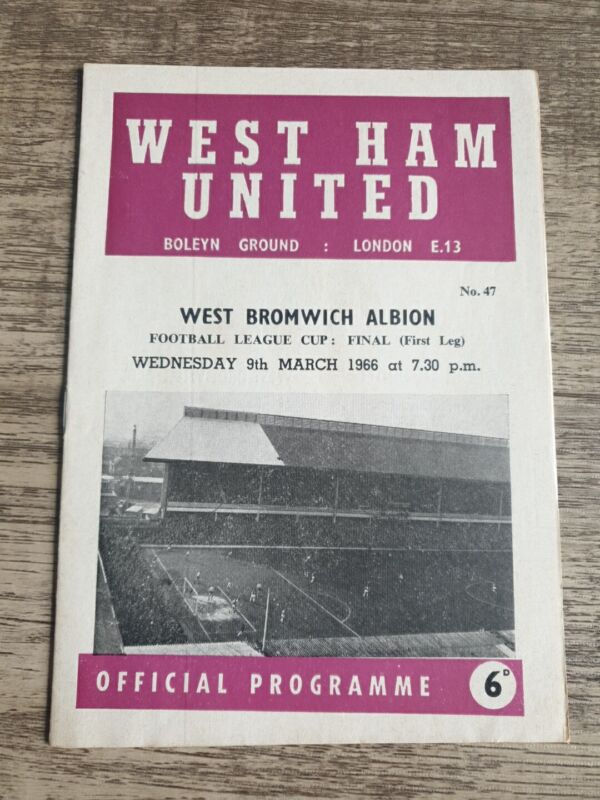 WEST HAM
UNITED
BOLEYN GROUND : LONDON E.13
No. 47
WEST BROMWICH ALBION
FOOTBALL LEAGUE CUP: FINAL (First Leg)
WEDNESDAY 9th MARCH 1966 at 7.30 p.m.
OFFICIAL PROGRAMME
6D